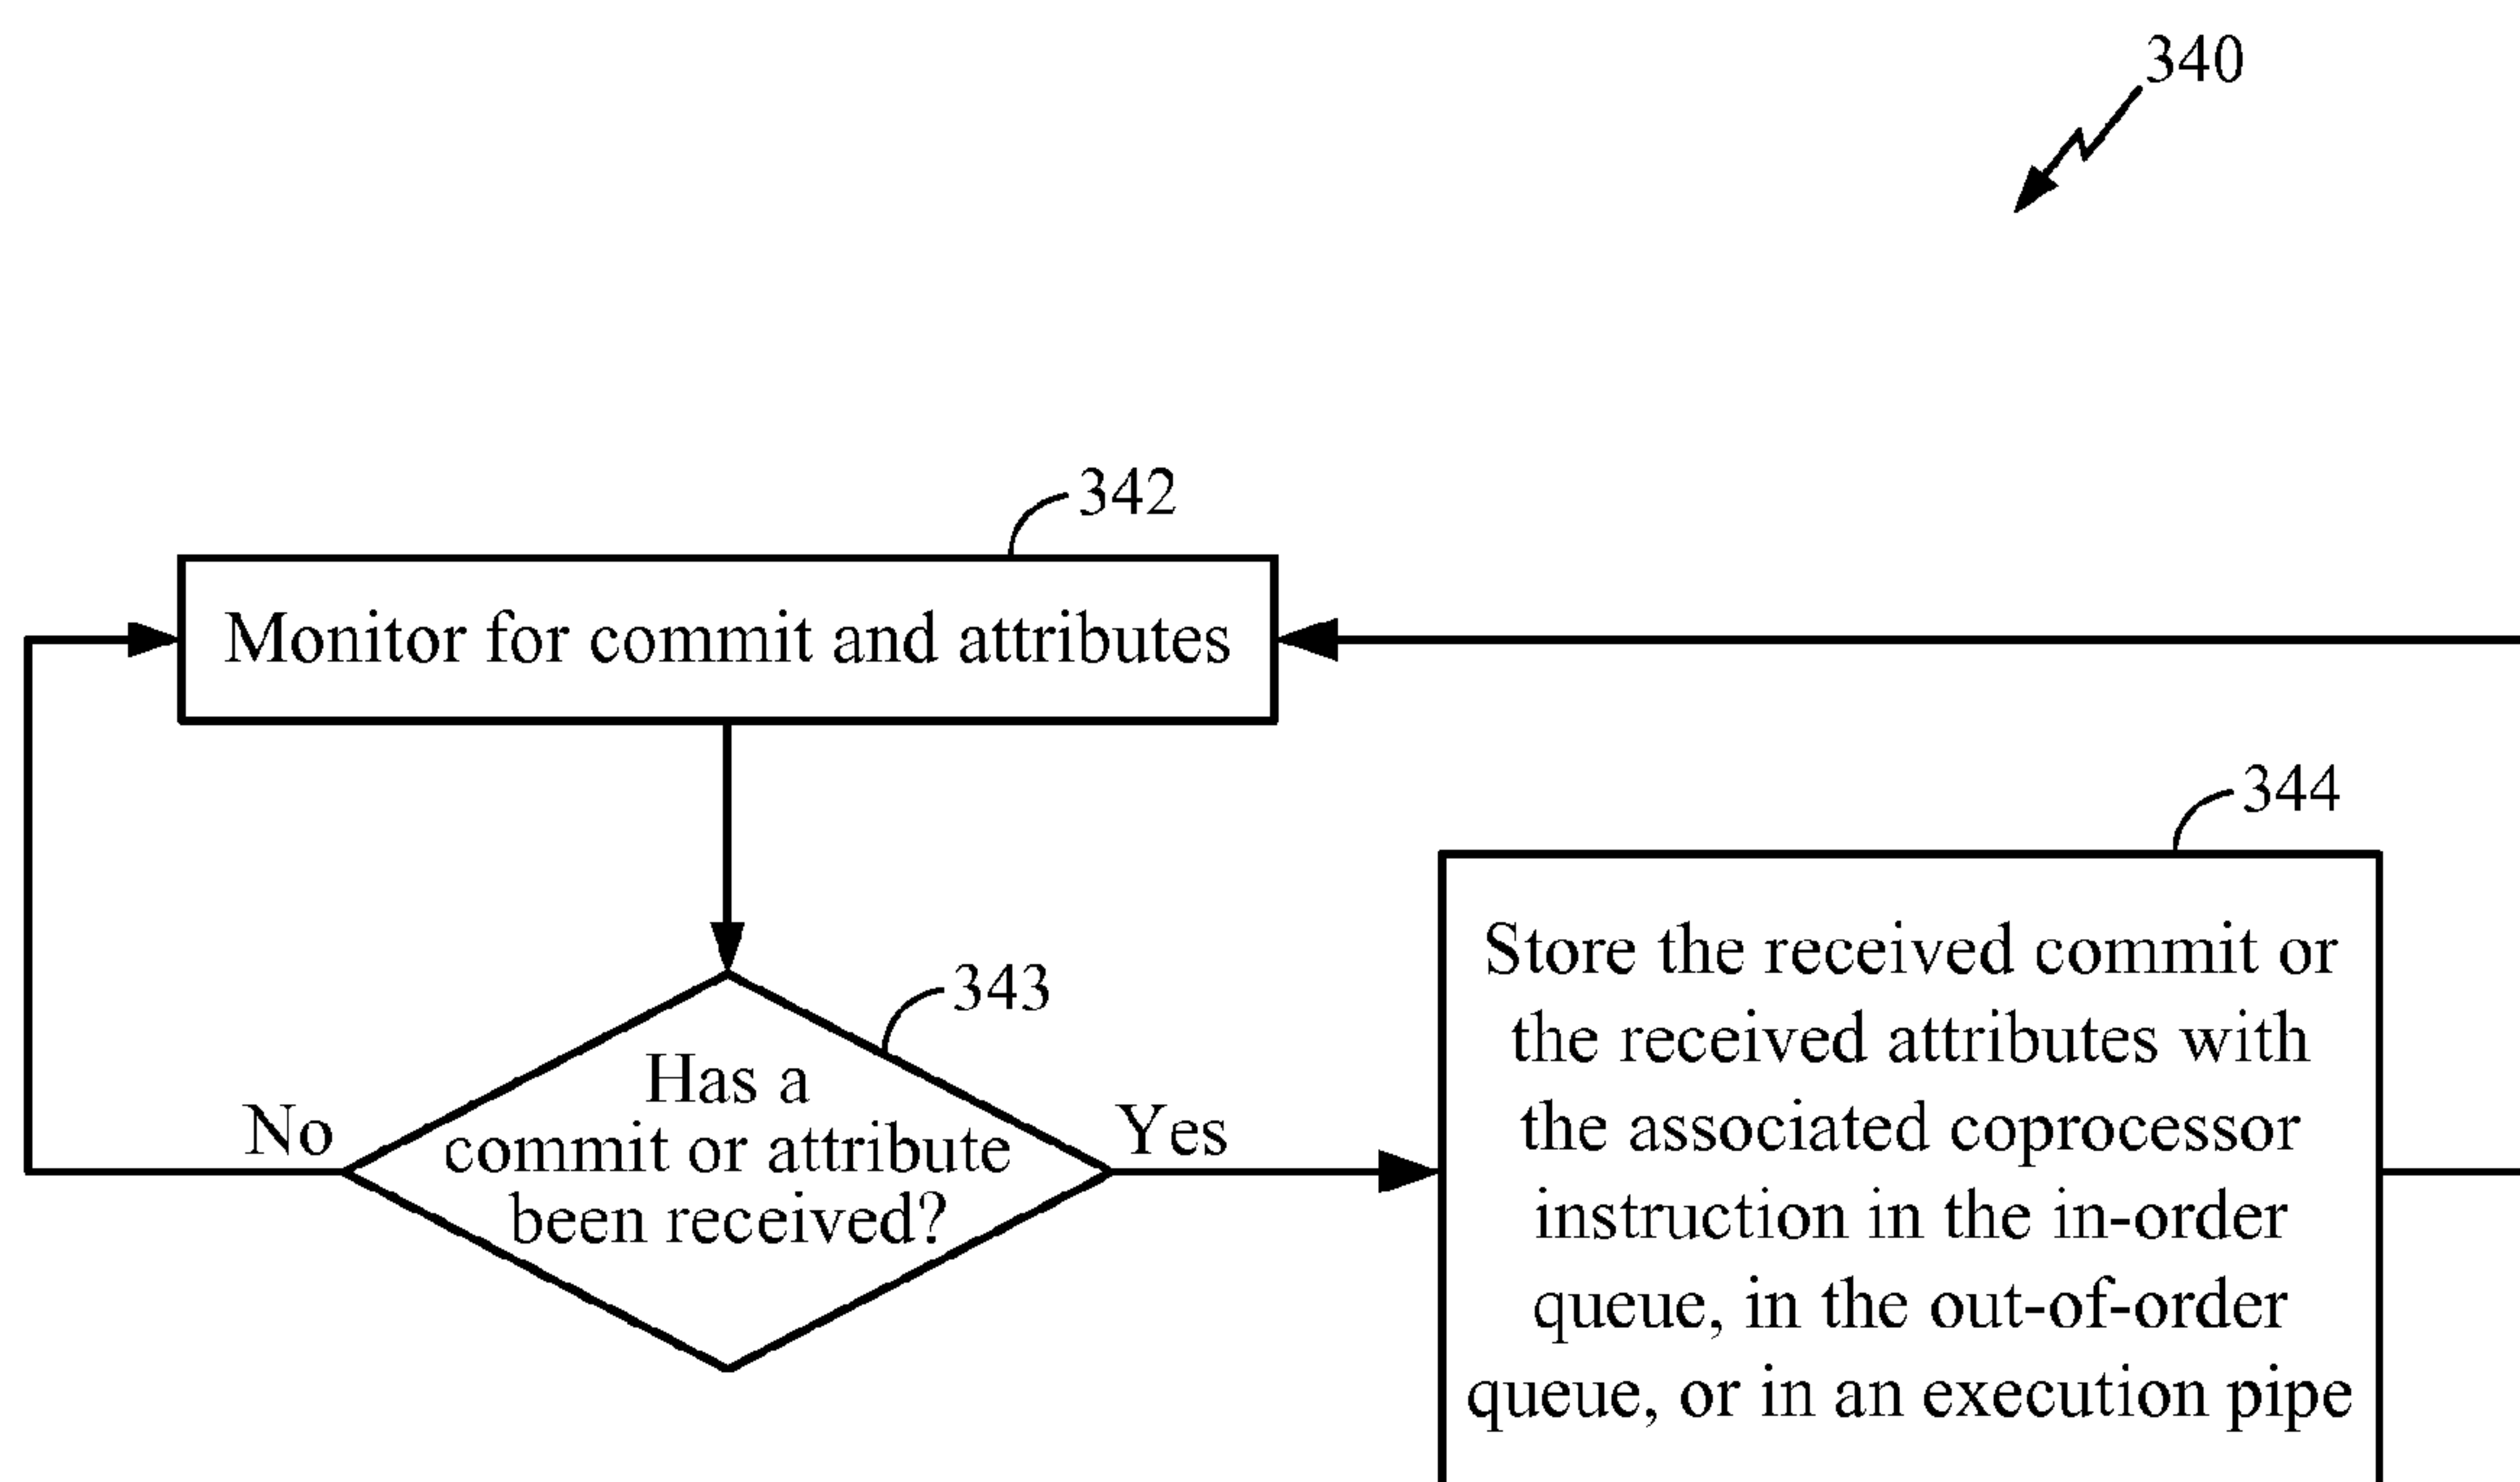 340
342
Monitor for commit and attributes
344
343
Has a
commit or attribute
been received?
No
Yes
Store the received commit or
the received attributes with
the associated coprocessor
instruction in the in-order
queue, in the out-of-order
queue, or in an execution pipe